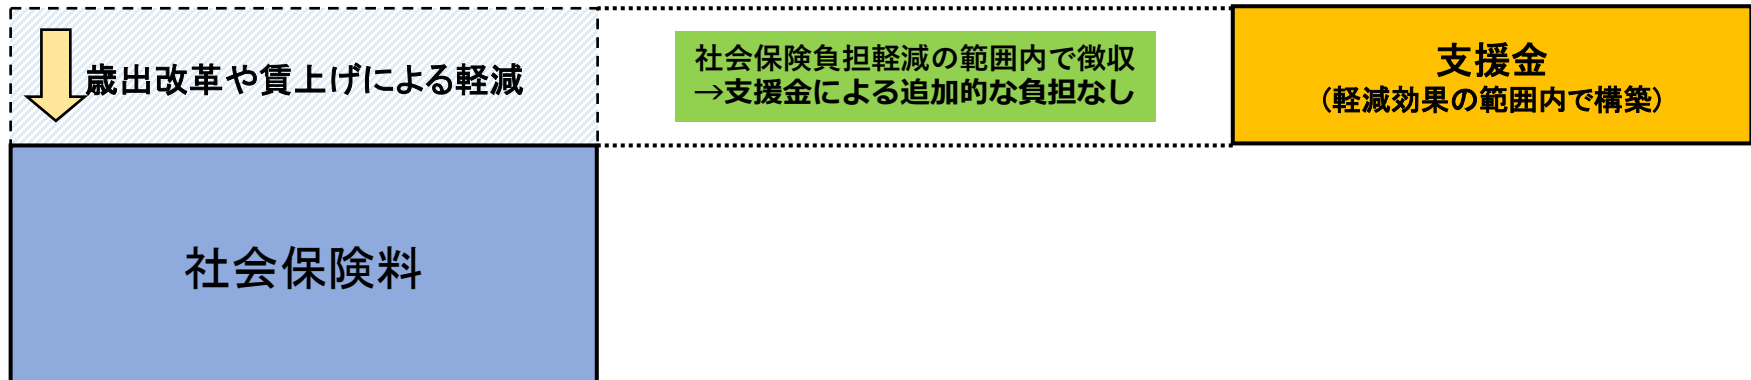 歳出改革や賃上げによる軽減
社会保険負担軽減の範囲内で徴収
→支援金による追加的な負担なし
支援金
(軽減効果の範囲内で構築)
社会保険料